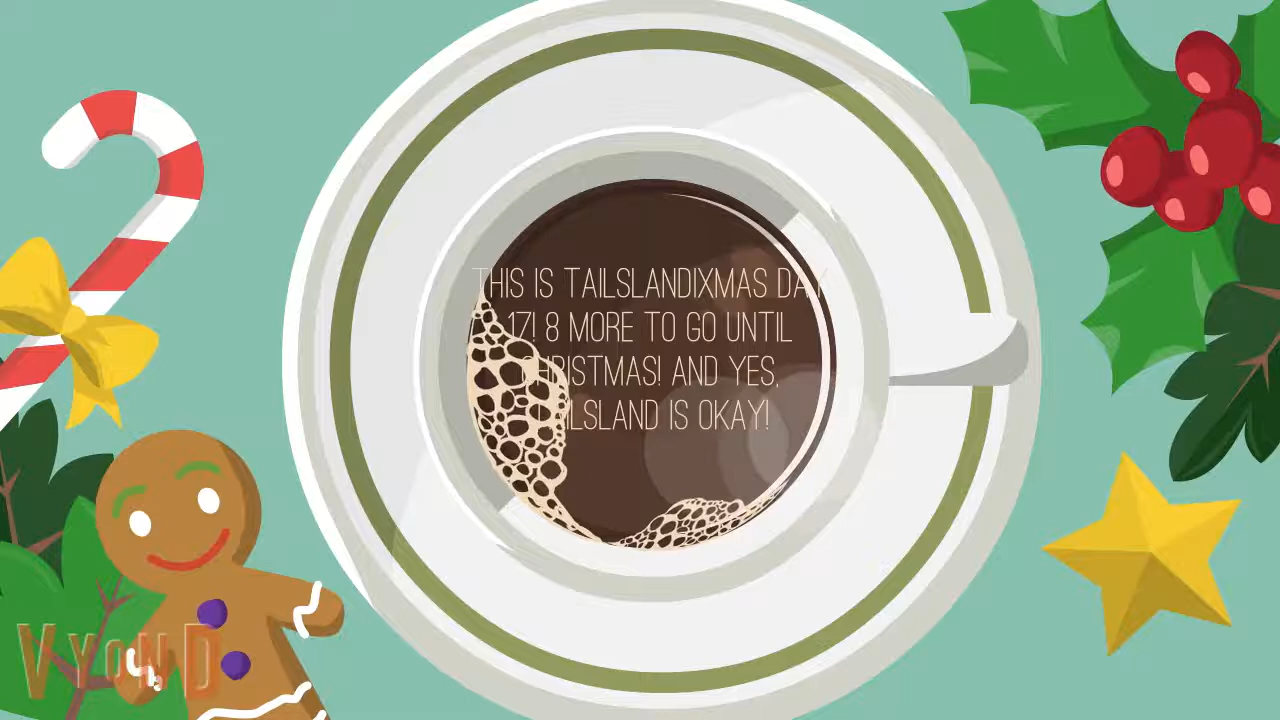 THIS IS TAILSLANDIXMAS DAY
17! 8 MORE TO GO UNTIL
CHRISTMAS! AND YES,
TAILSLAND IS OKAY!
VYOND